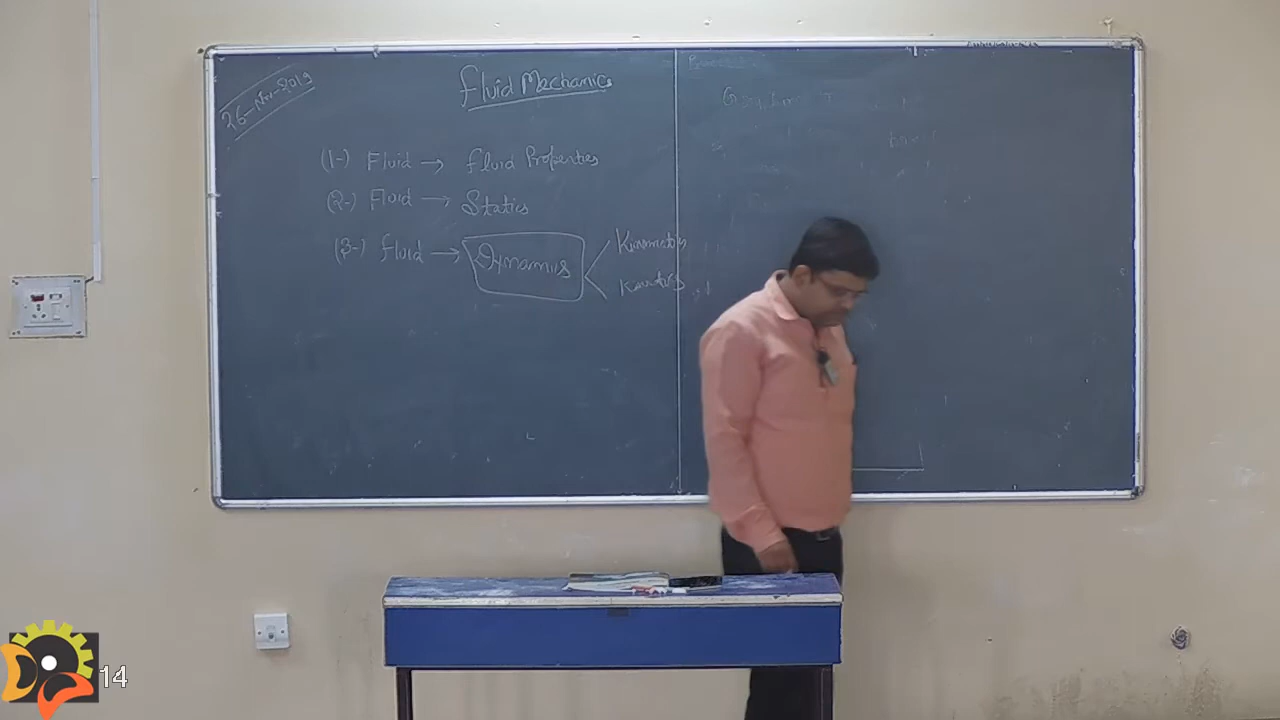 26-Nov-2019
Fluid Mechanics
(1-) Fluid → Fluid Properties
(2-) Fluid → Statics
(3-) fluid → Dynamics
Kinematics
Kinetics
14